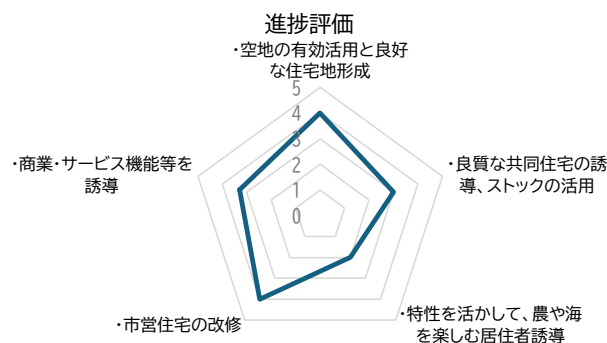 進捗評価
・空地の有効活用と良好
な住宅地形成
5
4
3
2
1
0
・商業・サービス機能等を
誘導
・良質な共同住宅の誘
導、ストックの活用
・市営住宅の改修
・特性を活かして、農や海
を楽しむ居住者誘導